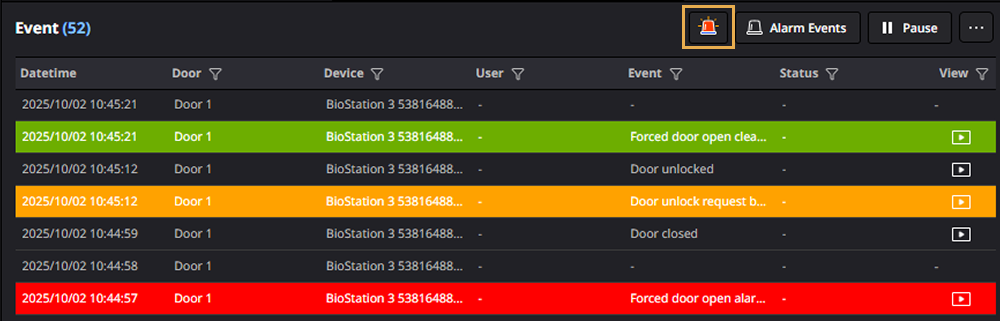 Event (52) Alarm Events Pause ...
Datetime Door Device User Event Status View
2025/10/02 10:45:21 Door 1 BioStation 3 53816488... - - - -
2025/10/02 10:45:21 Door 1 BioStation 3 53816488... - Forced door open clea... -
2025/10/02 10:45:12 Door 1 BioStation 3 53816488... - Door unlocked -
2025/10/02 10:45:12 Door 1 BioStation 3 53816488... - Door unlock request b... -
2025/10/02 10:44:59 Door 1 BioStation 3 53816488... - Door closed -
2025/10/02 10:44:58 Door 1 BioStation 3 53816488... - - - -
2025/10/02 10:44:57 Door 1 BioStation 3 53816488... - Forced door open alar... -